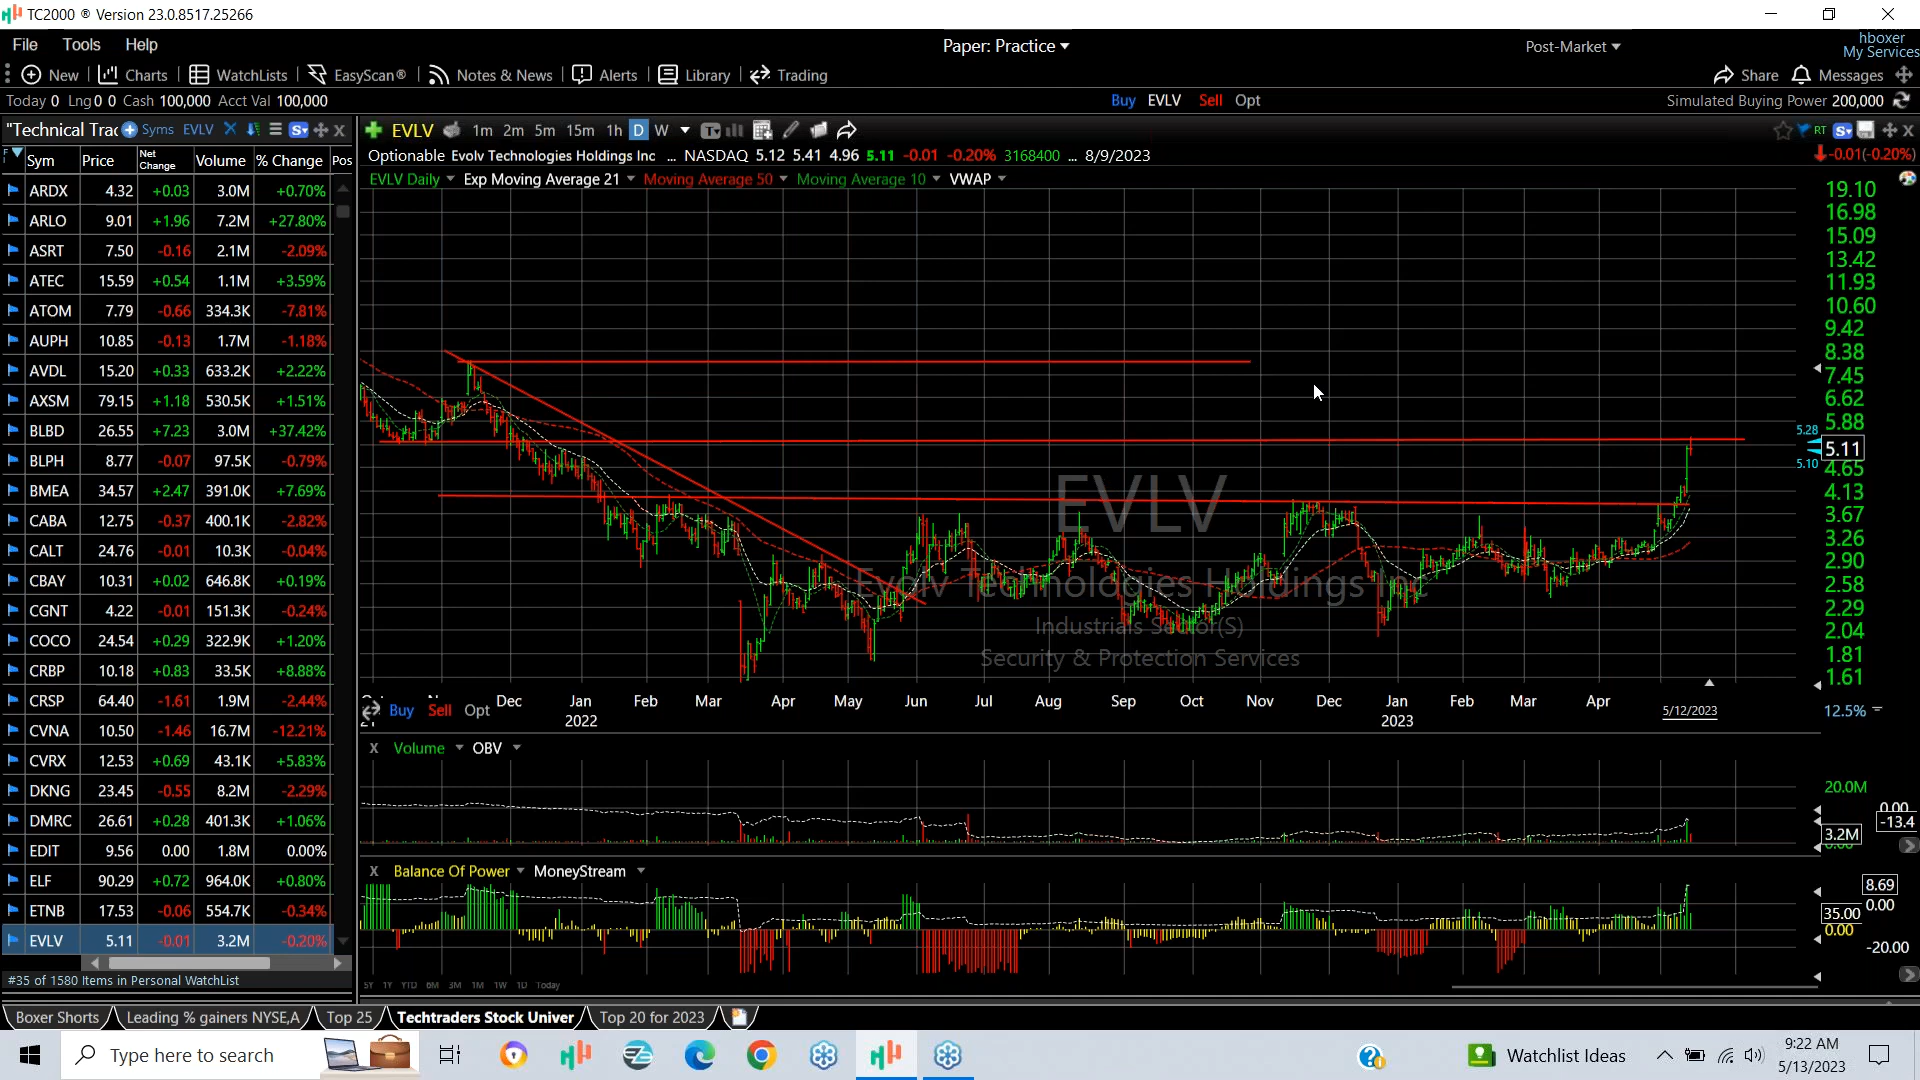 TC2000 ® Version 23.0.8517.25266
File Tools Help
Paper: Practice
Post-Market
hboxer
My Services
New Charts WatchLists EasyScan® Notes & News Alerts Library Trading
Share Messages
Today 0 Lng 0 0 Cash 100,000 Acct Val 100,000
Buy EVLV Sell Opt
Simulated Buying Power 200,000
"Technical Trac Syms EVLV
EVLV 1m 2m 5m 15m 1h D W
RT
Sym Price Net Change Volume % Change Pos
Optionable Evolv Technologies Holdings Inc ... NASDAQ 5.12 5.41 4.96 5.11 -0.01 -0.20% 3168400 ... 8/9/2023
-0.01(-0.20%)
EVLV Daily Exp Moving Average 21 Moving Average 50 Moving Average 10 VWAP
ARDX 4.32 +0.03 3.0M +0.70%
ARLO 9.01 +1.96 7.2M +27.80%
ASRT 7.50 -0.16 2.1M -2.09%
ATEC 15.59 +0.54 1.1M +3.59%
ATOM 7.79 -0.66 334.3K -7.81%
AUPH 10.85 -0.13 1.7M -1.18%
AVDL 15.20 +0.33 633.2K +2.22%
AXSM 79.15 +1.18 530.5K +1.51%
BLBD 26.55 +7.23 3.0M +37.42%
BLPH 8.77 -0.07 97.5K -0.79%
BMEA 34.57 +2.47 391.0K +7.69%
CABA 12.75 -0.37 400.1K -2.82%
CALT 24.76 -0.01 10.3K -0.04%
CBAY 10.31 +0.02 646.8K +0.19%
CGNT 4.22 -0.01 151.3K -0.24%
COCO 24.54 +0.29 322.9K +1.20%
CRBP 10.18 +0.83 33.5K +8.88%
CRSP 64.40 -1.61 1.9M -2.44%
CVNA 10.50 -1.46 16.7M -12.21%
CVRX 12.53 +0.69 43.1K +5.83%
DKNG 23.45 -0.55 8.2M -2.29%
DMRC 26.61 +0.28 401.3K +1.06%
EDIT 9.56 0.00 1.8M 0.00%
ELF 90.29 +0.72 964.0K +0.80%
ETNB 17.53 -0.06 554.7K -0.34%
EVLV 5.11 -0.01 3.2M -0.20%
#35 of 1580 Items in Personal WatchList
19.10
16.98
15.09
13.42
11.93
10.60
9.42
8.38
7.45
6.62
5.88
5.28
5.11
5.10
4.65
4.13
3.67
3.26
2.90
2.58
2.29
2.04
1.81
1.61
EVLV
Evolv Technologies Holdings Inc
Industrials Sector(S)
Security & Protection Services
Dec Jan Feb Mar Apr May Jun Jul Aug Sep Oct Nov Dec Jan Feb Mar Apr
2022 2023
5/12/2023
12.5%
Buy Sell Opt
X Volume OBV
20.0M
0.00
-13.4
3.2M
X Balance Of Power MoneyStream
8.69
0.00
35.00
0.00
-20.00
5Y 1Y YTD 6M 3M 1M 1W 1D Today
Boxer Shorts Leading % gainers NYSE,A Top 25 Techtraders Stock Univer Top 20 for 2023
Type here to search
Watchlist Ideas
9:22 AM
5/13/2023